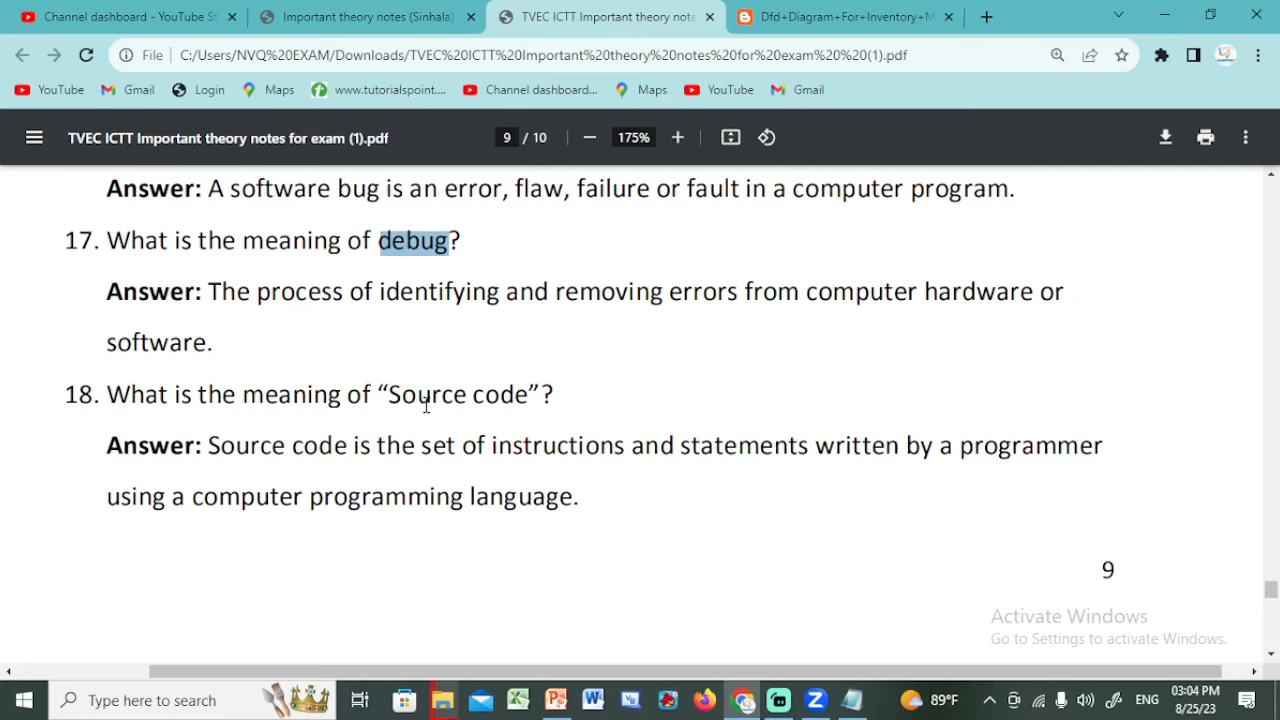 Channel dashboard - YouTube St
Important theory notes (Sinhala)
TVEC ICTT Important theory note
Dfd+Diagram+For+Inventory+M
File
C:/Users/NVQ%20EXAM/Downloads/TVEC%20ICTT%20Important%20theory%20notes%20for%20exam%20%20(1).pdf
YouTube
Gmail
Login
Maps
www.tutorialspoint....
Channel dashboard...
Maps
YouTube
Gmail
TVEC ICTT Important theory notes for exam (1).pdf
9 / 10
175%
Answer: A software bug is an error, flaw, failure or fault in a computer program.
17. What is the meaning of debug?
Answer: The process of identifying and removing errors from computer hardware or
software.
18. What is the meaning of “Source code”?
Answer: Source code is the set of instructions and statements written by a programmer
using a computer programming language.
9
Activate Windows
Go to Settings to activate Windows.
Type here to search
89°F
ENG
03:04 PM
8/25/23